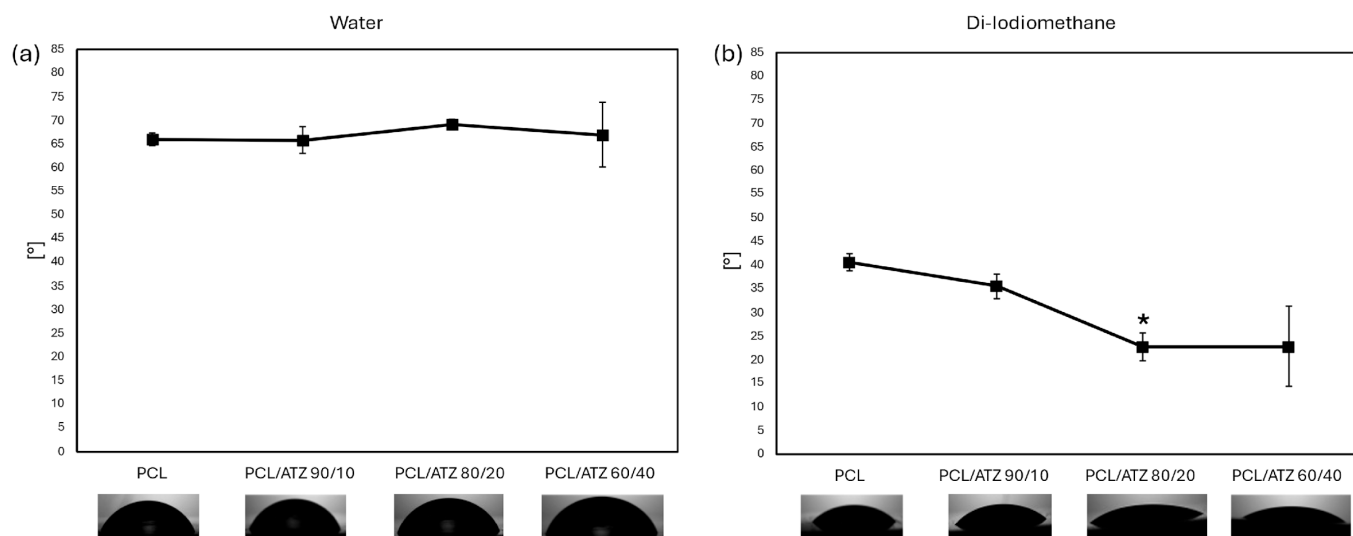 Water
(a)
85
80
75
70
65
60
55
50
45
40
35
30
25
20
15
10
5
0
[º]
PCL
PCL/ATZ 90/10
PCL/ATZ 80/20
PCL/ATZ 60/40
Di-Iodiomethane
(b)
85
80
75
70
65
60
55
50
45
40
35
30
25
20
15
10
5
0
[º]
*
PCL
PCL/ATZ 90/10
PCL/ATZ 80/20
PCL/ATZ 60/40